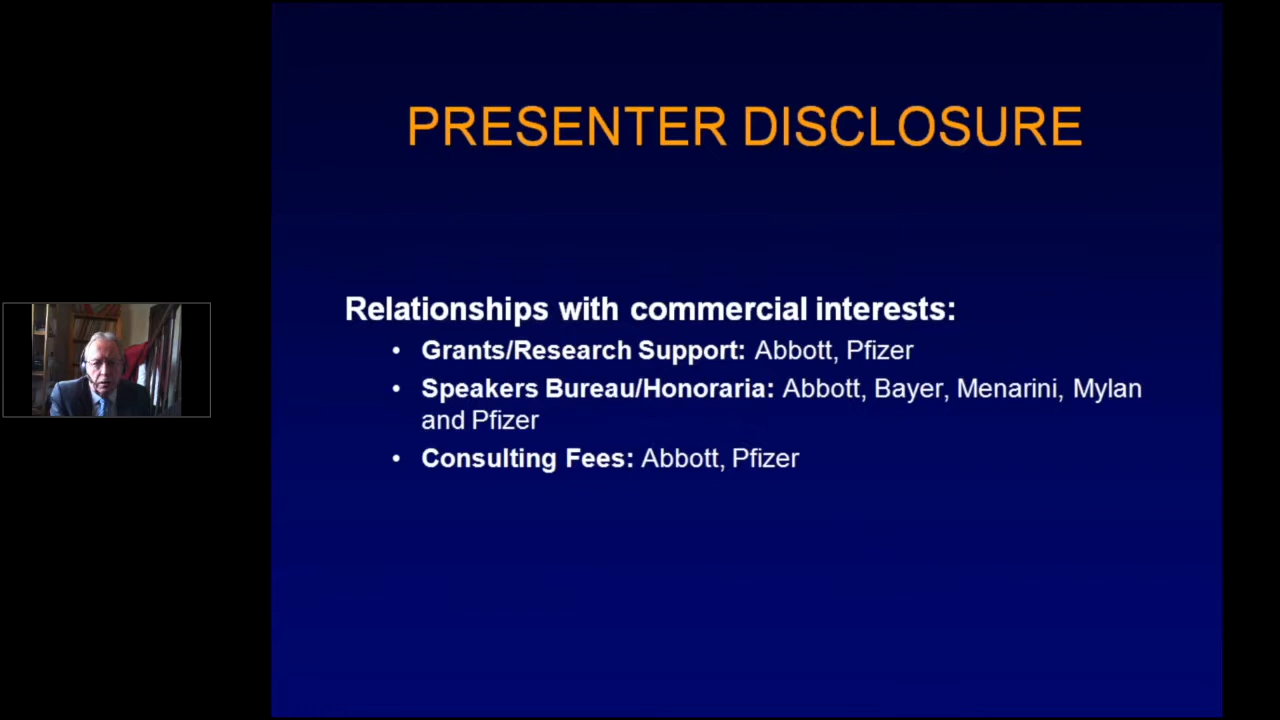 PRESENTER DISCLOSURE
Relationships with commercial interests:
• Grants/Research Support: Abbott, Pfizer
• Speakers Bureau/Honoraria: Abbott, Bayer, Menarini, Mylan
and Pfizer
• Consulting Fees: Abbott, Pfizer